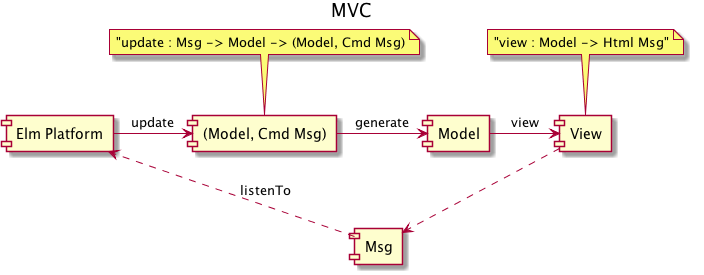 MVC
"update : Msg -> Model -> (Model, Cmd Msg)
"view : Model -> Html Msg"
Elm Platform
update
(Model, Cmd Msg)
generate
Model
view
View
listenTo
Msg